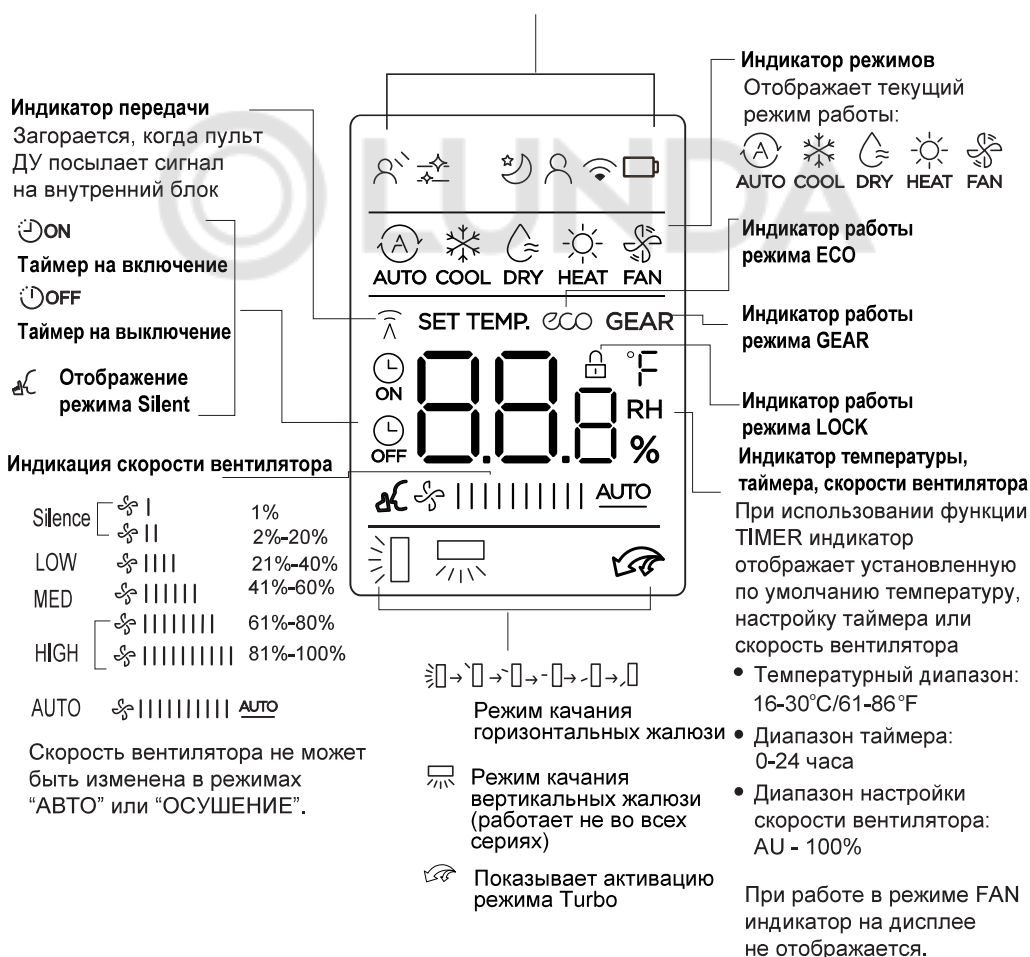 LUNDA
Индикатор передачи
Загорается, когда пульт
ДУ посылает сигнал
на внутренний блок
ON
Таймер на включение
OFF
Таймер на выключение
Отображение
режима Silent
Индикация скорости вентилятора
Silence
1%
2%-20%
LOW 21%-40%
MED 41%-60%
HIGH
61%-80%
81%-100%
AUTO AUTO
Скорость вентилятора не может
быть изменена в режимах
“АВТО” или “ОСУШЕНИЕ”.
A
AUTO COOL DRY HEAT FAN
SET TEMP. eco GEAR
ON
88.8
°F
RH
OFF
%
AUTO
Режим качания
горизонтальных жалюзи
Режим качания
вертикальных жалюзи
(работает не во всех
сериях)
Показывает активацию
режима Turbo
Индикатор режимов
Отображает текущий
режим работы:
A
AUTO COOL DRY HEAT FAN
Индикатор работы
режима ECO
Индикатор работы
режима GEAR
Индикатор работы
режима LOCK
Индикатор температуры,
таймера, скорости вентилятора
При использовании функции
TIMER индикатор
отображает установленную
по умолчанию температуру,
настройку таймера или
скорость вентилятора
• Температурный диапазон:
16-30°C/61-86°F
• Диапазон таймера:
0-24 часа
• Диапазон настройки
скорости вентилятора:
AU - 100%
При работе в режиме FAN
индикатор на дисплее
не отображается.